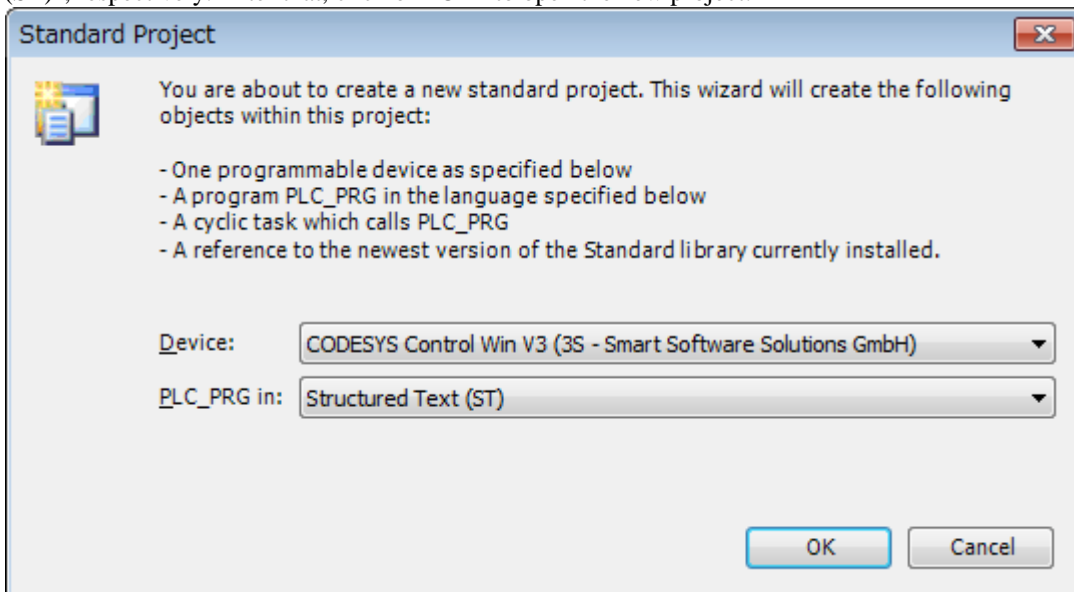 Standard Project
You are about to create a new standard project. This wizard will create the following
objects within this project:
- One programmable device as specified below
- A program PLC_PRG in the language specified below
- A cyclic task which calls PLC_PRG
- A reference to the newest version of the Standard library currently installed.
Device: CODESYS Control Win V3 (3S - Smart Software Solutions GmbH)
PLC_PRG in: Structured Text (ST)
OK Cancel